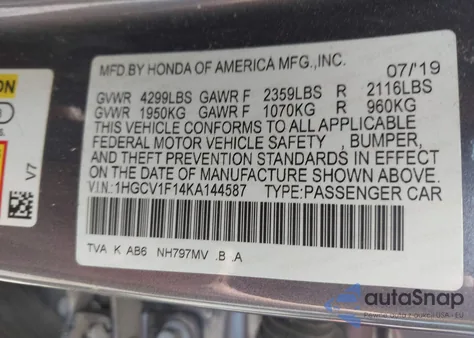 MFD.BY HONDA OF AMERICA MFG.,INC. 07/'19
GVWR 4299LBS GAWR F 2359LBS R 2116LBS
GVWR 1950KG GAWR F 1070KG R 960KG
THIS VEHICLE CONFORMS TO ALL APPLICABLE
FEDERAL MOTOR VEHICLE SAFETY , BUMPER,
AND THEFT PREVENTION STANDARDS IN EFFECT
ON THE DATE OF MANUFACTURE SHOWN ABOVE.
V.I.N.:1HGCV1F14KA144587 TYPE:PASSENGER CAR
TVA K AB6 NH797MV .B .A
V7
autoSnap